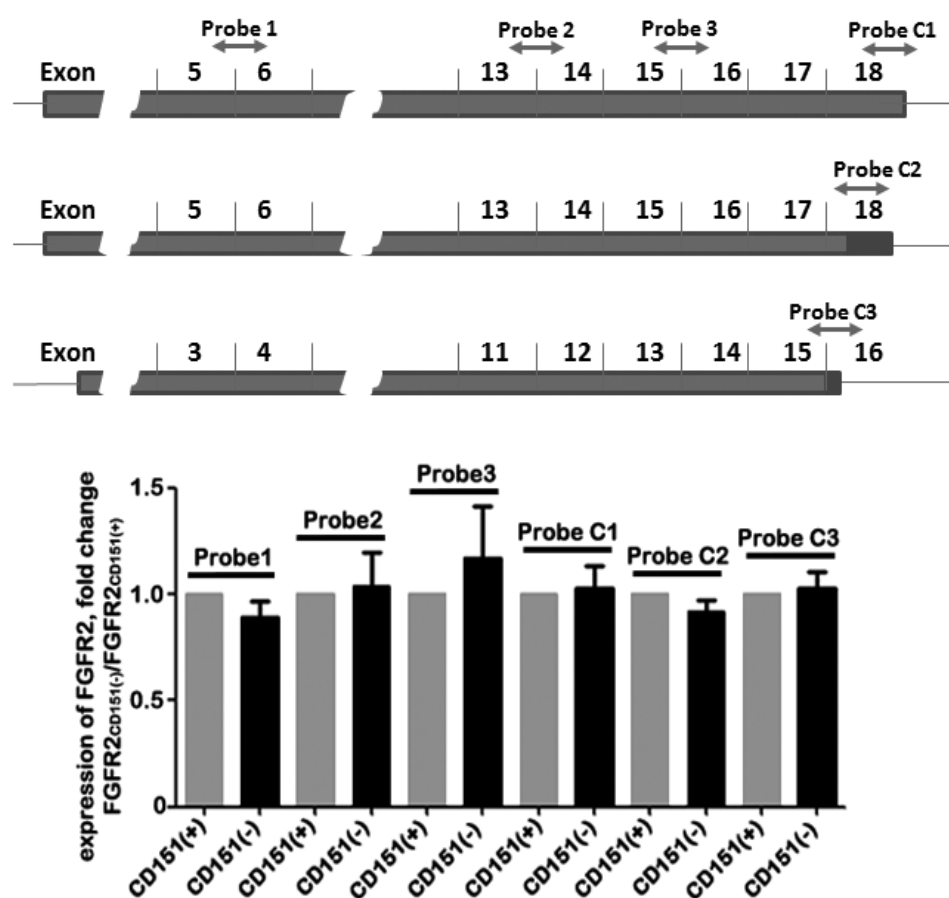 Probe 1 Probe 2 Probe 3 Probe C1
Exon 5 6 13 14 15 16 17 18
Probe C2
5 6 13 14 15 16 17 18
Probe C3
Exon 3 4 11 12 13 14 15 16
expression of FGFR2, fold change
FGFR2CD151(-)/FGFR2CD151(+)
1.5
1.0
0.5
0
Probe1
Probe2
Probe3
Probe C1
Probe C2
Probe C3
CD151(+) CD151(-) CD151(+) CD151(-) CD151(+) CD151(-) CD151(+) CD151(-) CD151(+) CD151(-) CD151(+) CD151(-)